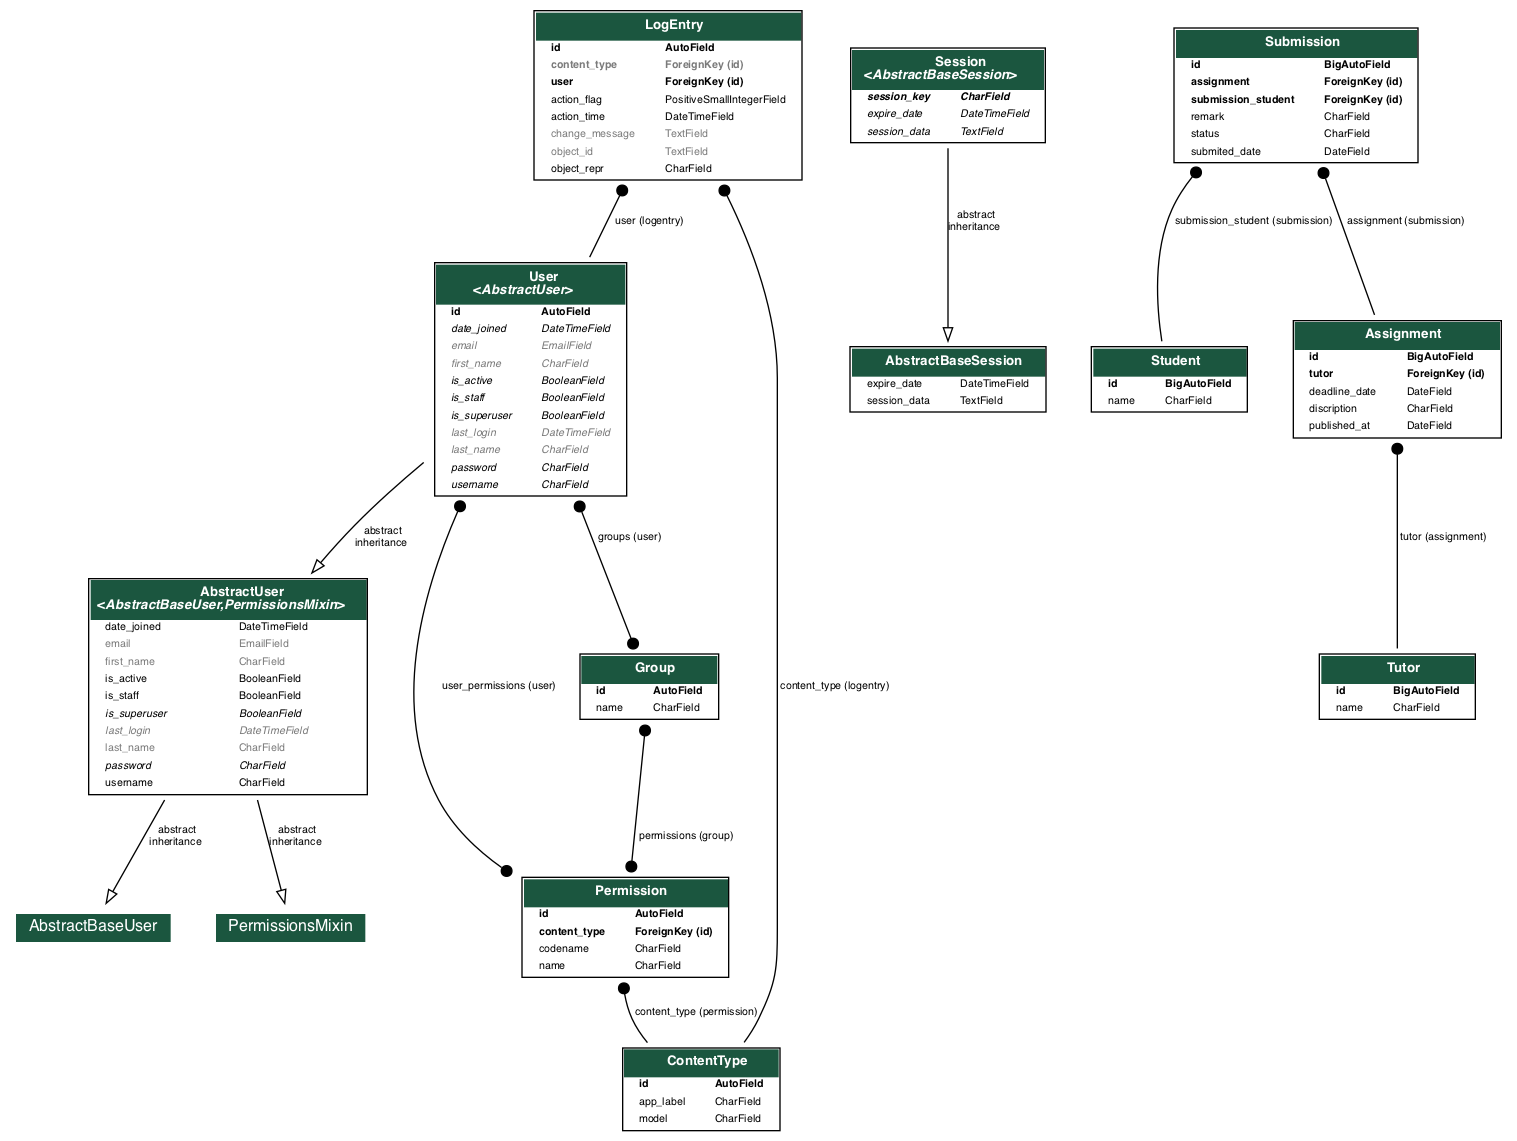 LogEntry
id AutoField
content_type ForeignKey (id)
user ForeignKey (id)
action_flag PositiveSmallIntegerField
action_time DateTimeField
change_message TextField
object_id TextField
object_repr CharField
Session
<AbstractBaseSession>
session_key CharField
expire_date DateTimeField
session_data TextField
Submission
id BigAutoField
assignment ForeignKey (id)
submission_student ForeignKey (id)
remark CharField
status CharField
submited_date DateField
user (logentry)
abstract
inheritance
submission_student (submission)
assignment (submission)
User
<AbstractUser>
id AutoField
date_joined DateTimeField
email EmailField
first_name CharField
is_active BooleanField
is_staff BooleanField
is_superuser BooleanField
last_login DateTimeField
last_name CharField
password CharField
username CharField
AbstractBaseSession
expire_date DateTimeField
session_data TextField
Student
id BigAutoField
name CharField
Assignment
id BigAutoField
tutor ForeignKey (id)
deadline_date DateField
discription CharField
published_at DateField
abstract
inheritance
groups (user)
tutor (assignment)
AbstractUser
<AbstractBaseUser,PermissionsMixin>
date_joined DateTimeField
email EmailField
first_name CharField
is_active BooleanField
is_staff BooleanField
is_superuser BooleanField
last_login DateTimeField
last_name CharField
password CharField
username CharField
user_permissions (user)
Group
id AutoField
name CharField
content_type (logentry)
Tutor
id BigAutoField
name CharField
abstract
inheritance
abstract
inheritance
permissions (group)
AbstractBaseUser
PermissionsMixin
Permission
id AutoField
content_type ForeignKey (id)
codename CharField
name CharField
content_type (permission)
ContentType
id AutoField
app_label CharField
model CharField